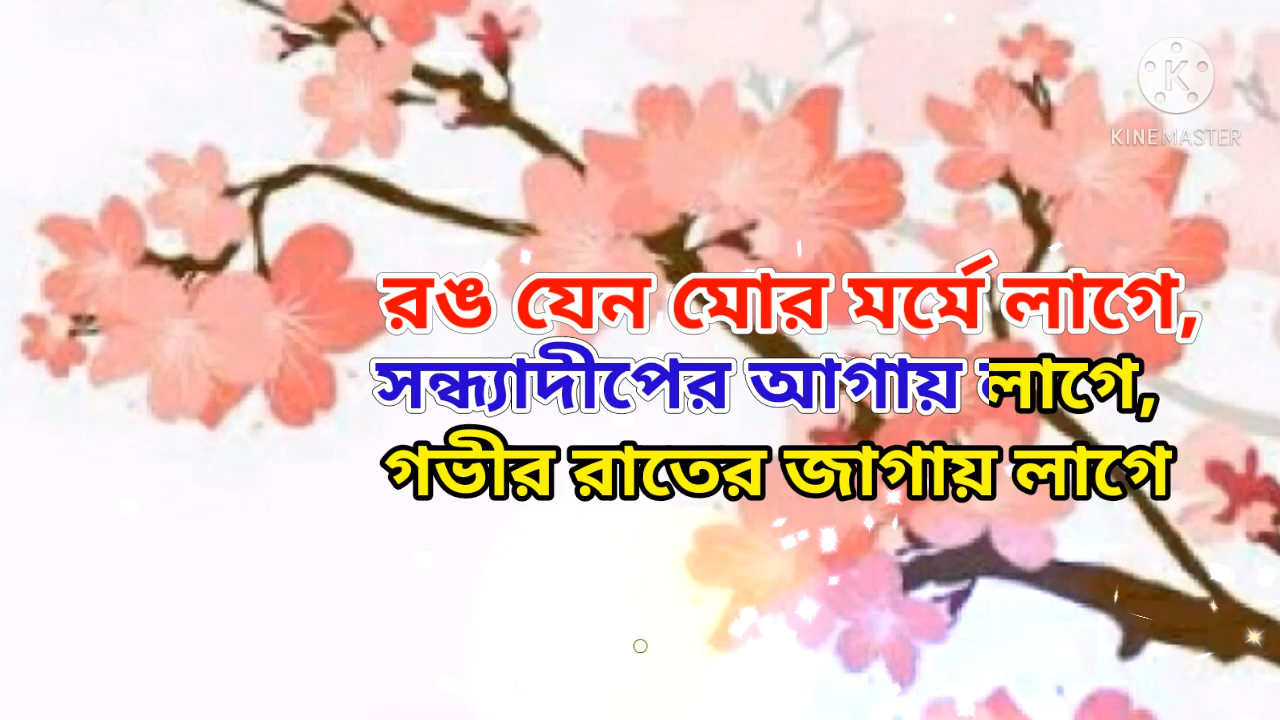 KINEMASTER
রঙ যেন মোর মর্মে লাগে,
সন্ধ্যাদীপের আগায় লাগে,
গভীর রাতের জাগায় লাগে